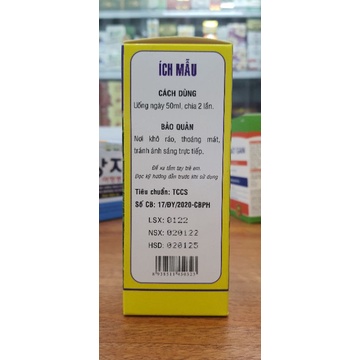 ÍCH MẪU
CÁCH DÙNG
Uống ngày 50ml, chia 2 lần.
BẢO QUẢN
Nơi khô ráo, thoáng mát,
tránh ánh sáng trực tiếp.
Để xa tầm tay trẻ em.
Đọc kỹ hướng dẫn trước khi sử dụng
Tiêu chuẩn: TCCS
Số CB: 17/ĐY/2020-CBPH
LSX: 0122
NSX: 020122
HSD: 020125